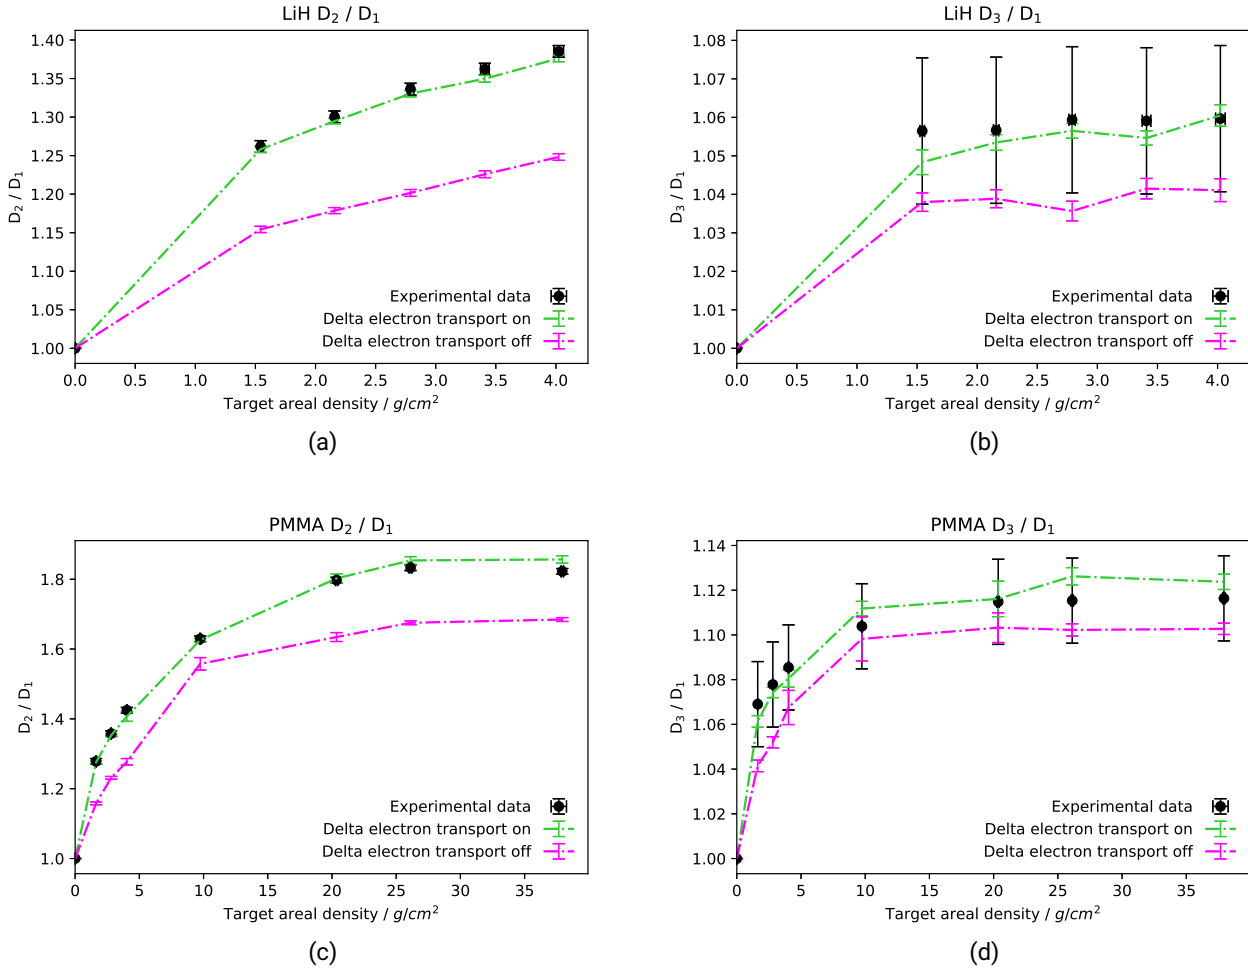 LiH D₂ / D₁
1.40
1.35
1.30
1.25
1.20
1.15
1.10
1.05
1.00
D₂ / D₁
Experimental data
Delta electron transport on
Delta electron transport off
0.0 0.5 1.0 1.5 2.0 2.5 3.0 3.5 4.0
Target areal density / g/cm²
(a)
LiH D₃ / D₁
1.08
1.07
1.06
1.05
1.04
1.03
1.02
1.01
1.00
D₃ / D₁
Experimental data
Delta electron transport on
Delta electron transport off
0.0 0.5 1.0 1.5 2.0 2.5 3.0 3.5 4.0
Target areal density / g/cm²
(b)
PMMA D₂ / D₁
1.8
1.6
1.4
1.2
1.0
D₂ / D₁
Experimental data
Delta electron transport on
Delta electron transport off
0 5 10 15 20 25 30 35
Target areal density / g/cm²
(c)
PMMA D₃ / D₁
1.14
1.12
1.10
1.08
1.06
1.04
1.02
1.00
D₃ / D₁
Experimental data
Delta electron transport on
Delta electron transport off
0 5 10 15 20 25 30 35
Target areal density / g/cm²
(d)